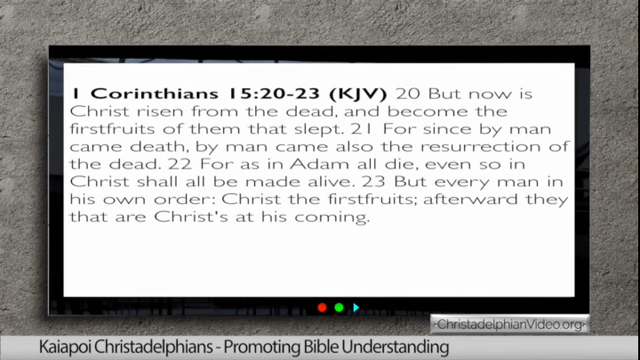 1 Corinthians 15:20-23 (KJV) 20 But now is
Christ risen from the dead, and become the
firstfruits of them that slept. 21 For since by man
came death, by man came also the resurrection of
the dead. 22 For as in Adam all die, even so in
Christ shall all be made alive. 23 But every man in
his own order: Christ the firstfruits; afterward they
that are Christ's at his coming.
ChristadelphianVideo.org
Kaiapoi Christadelphians - Promoting Bible Understanding